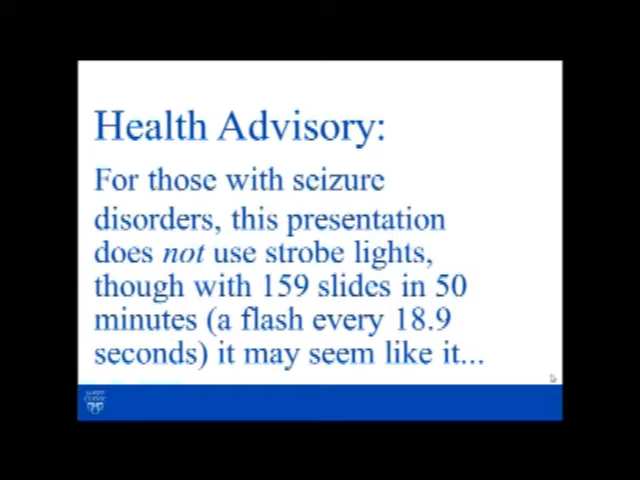 Health Advisory:
For those with seizure
disorders, this presentation
does not use strobe lights,
though with 159 slides in 50
minutes (a flash every 18.9
seconds) it may seem like it...